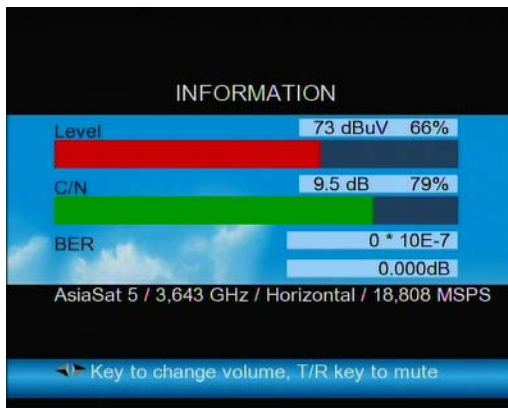 INFORMATION
Level 73 dBuV 66%
C/N 9.5 dB 79%
BER 0 * 10E-7
0.000dB
AsiaSat 5 / 3,643 GHz / Horizontal / 18,808 MSPS
Key to change volume, T/R key to mute